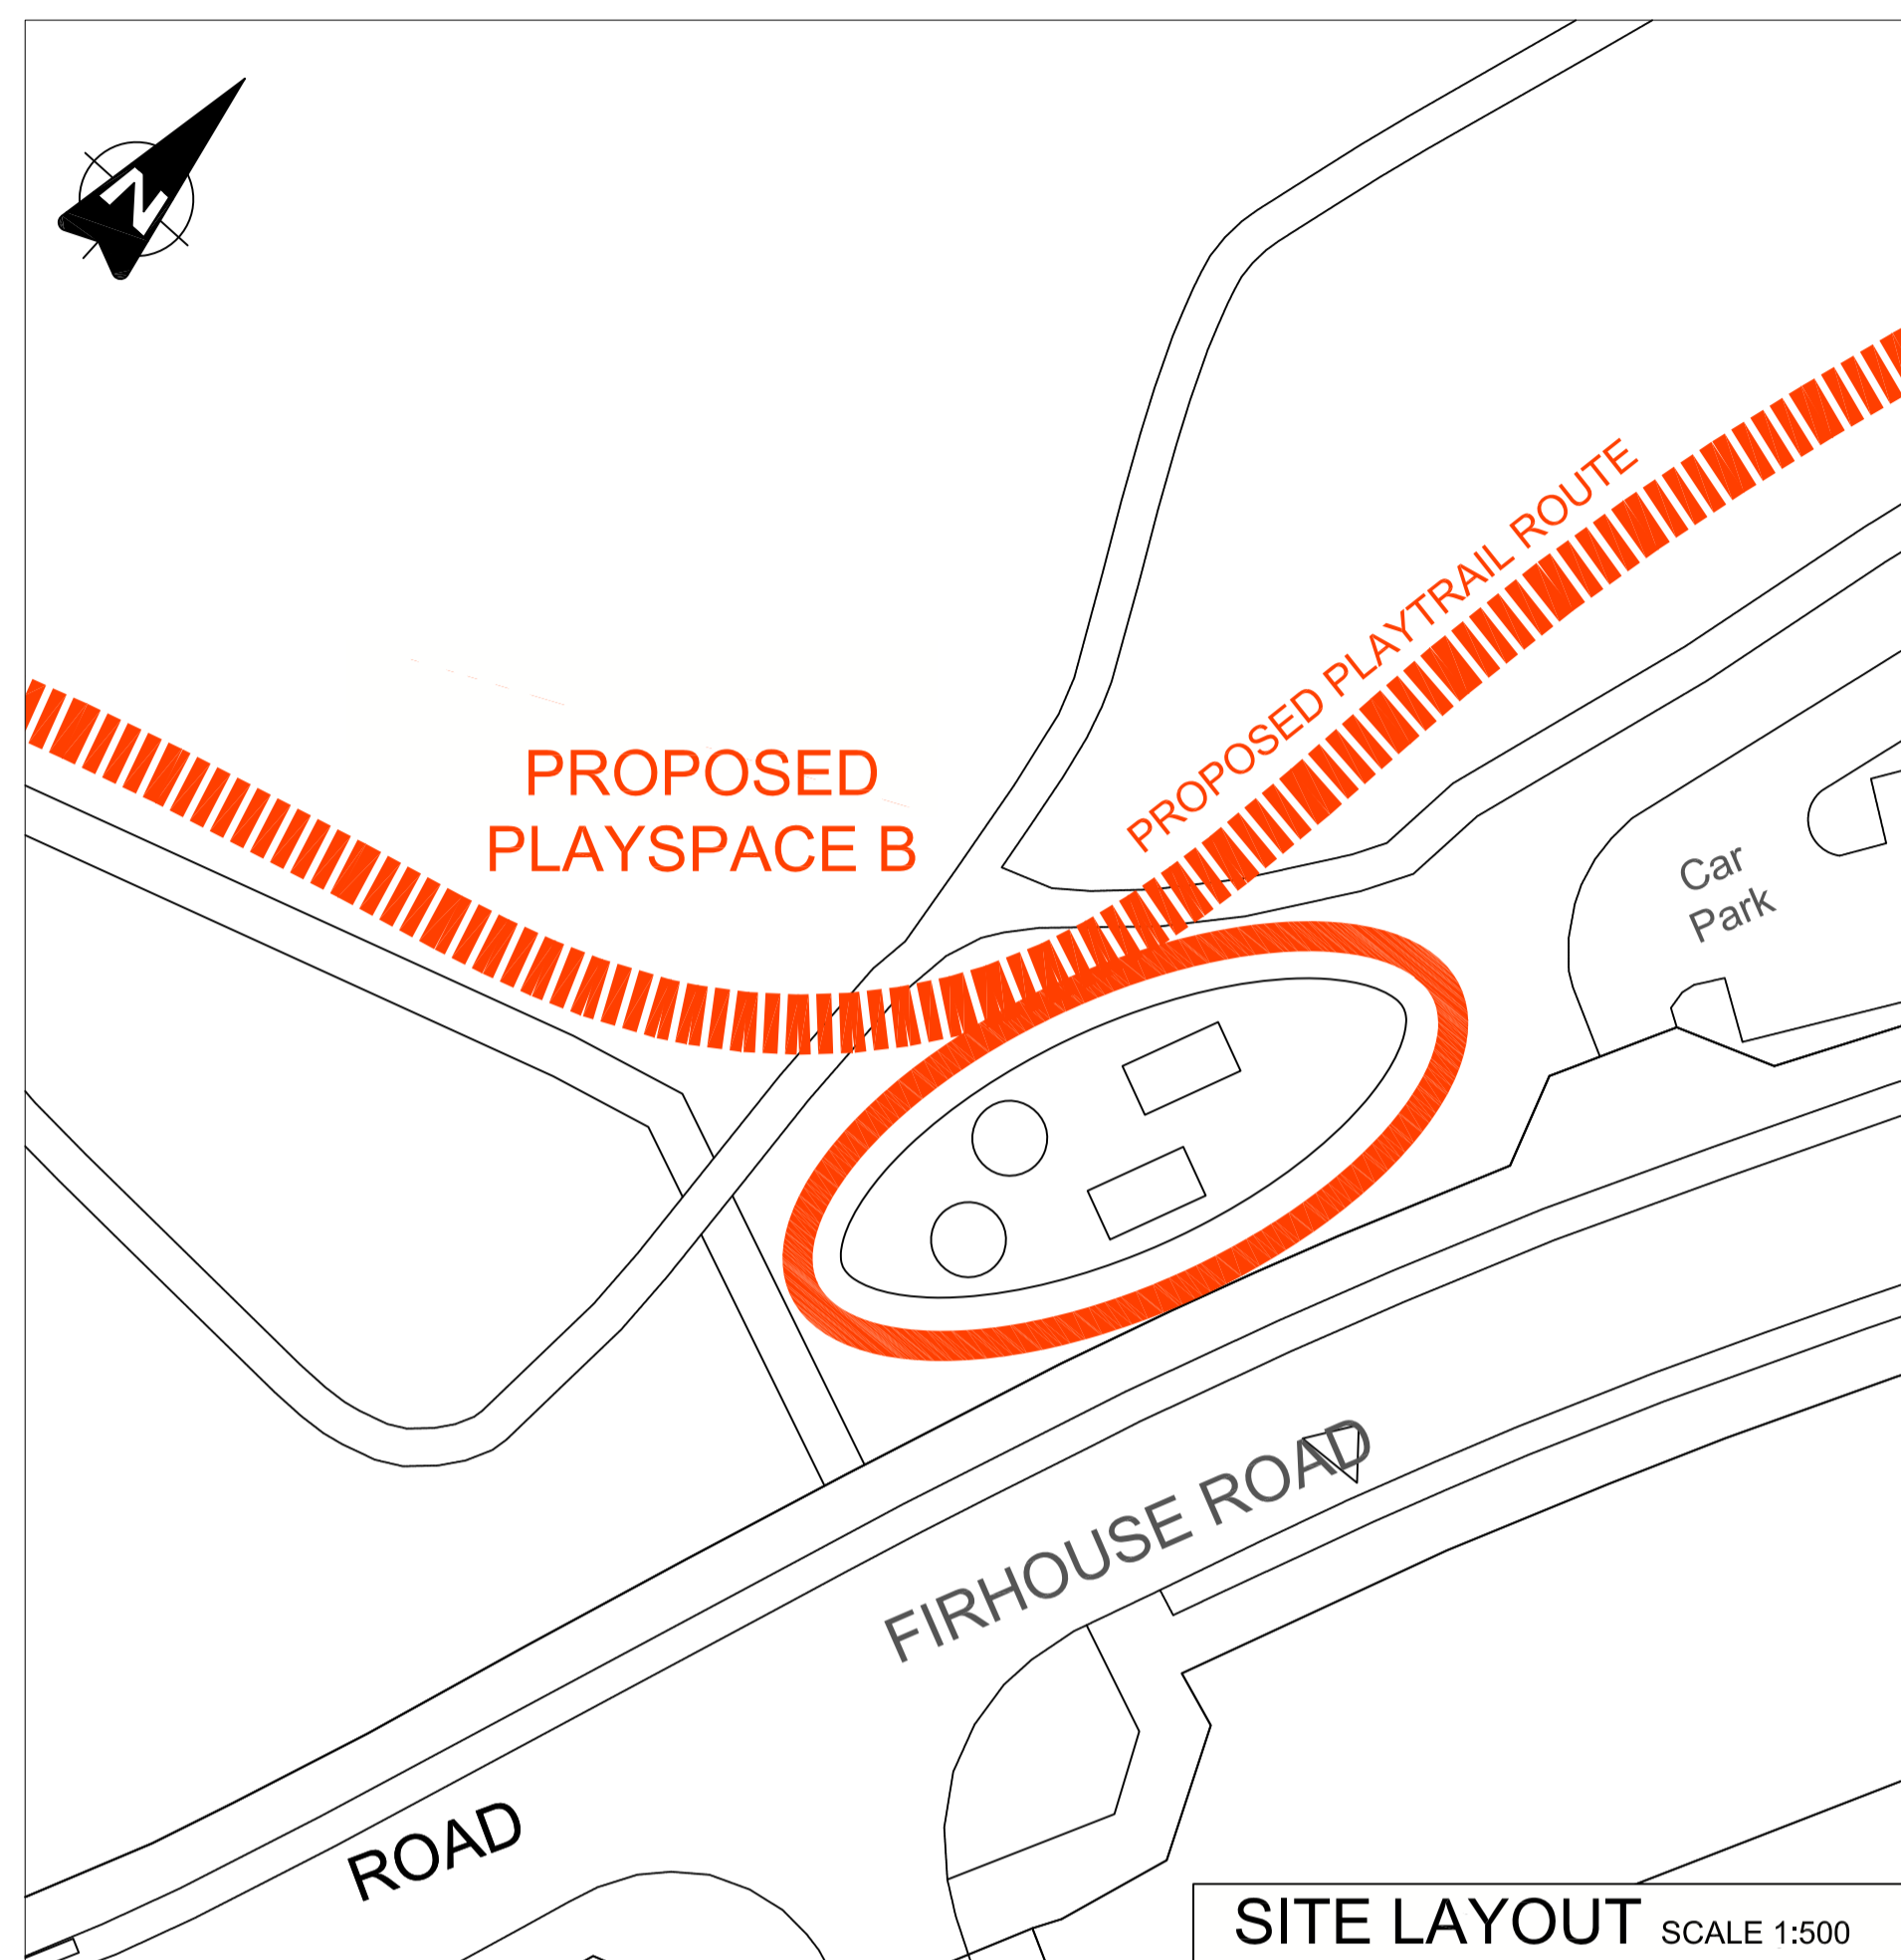 N
PROPOSED PLAYTRAIL ROUTE
PROPOSED
PLAYSPACE B
Car
Park
FIRHOUSE ROAD
ROAD
SITE LAYOUT SCALE 1:500